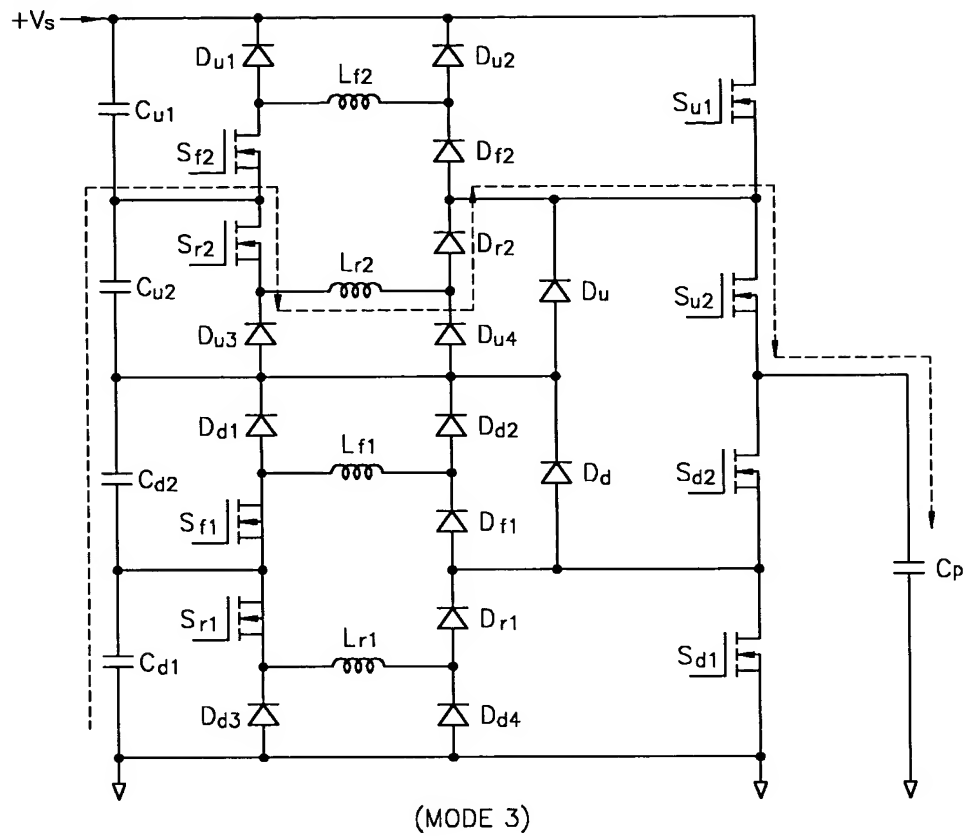 +Vs
Du1
Lf2
Du2
Su1
Cu1
Sf2
Df2
Sr2
Dr2
Lr2
Cu2
Du
Su2
Du3
Du4
Dd1
Lf1
Dd2
Cd2
Dd
Sd2
Sf1
Df1
Cp
Sr1
Dr1
Lr1
Cd1
Sd1
Dd3
Dd4
(MODE 3)